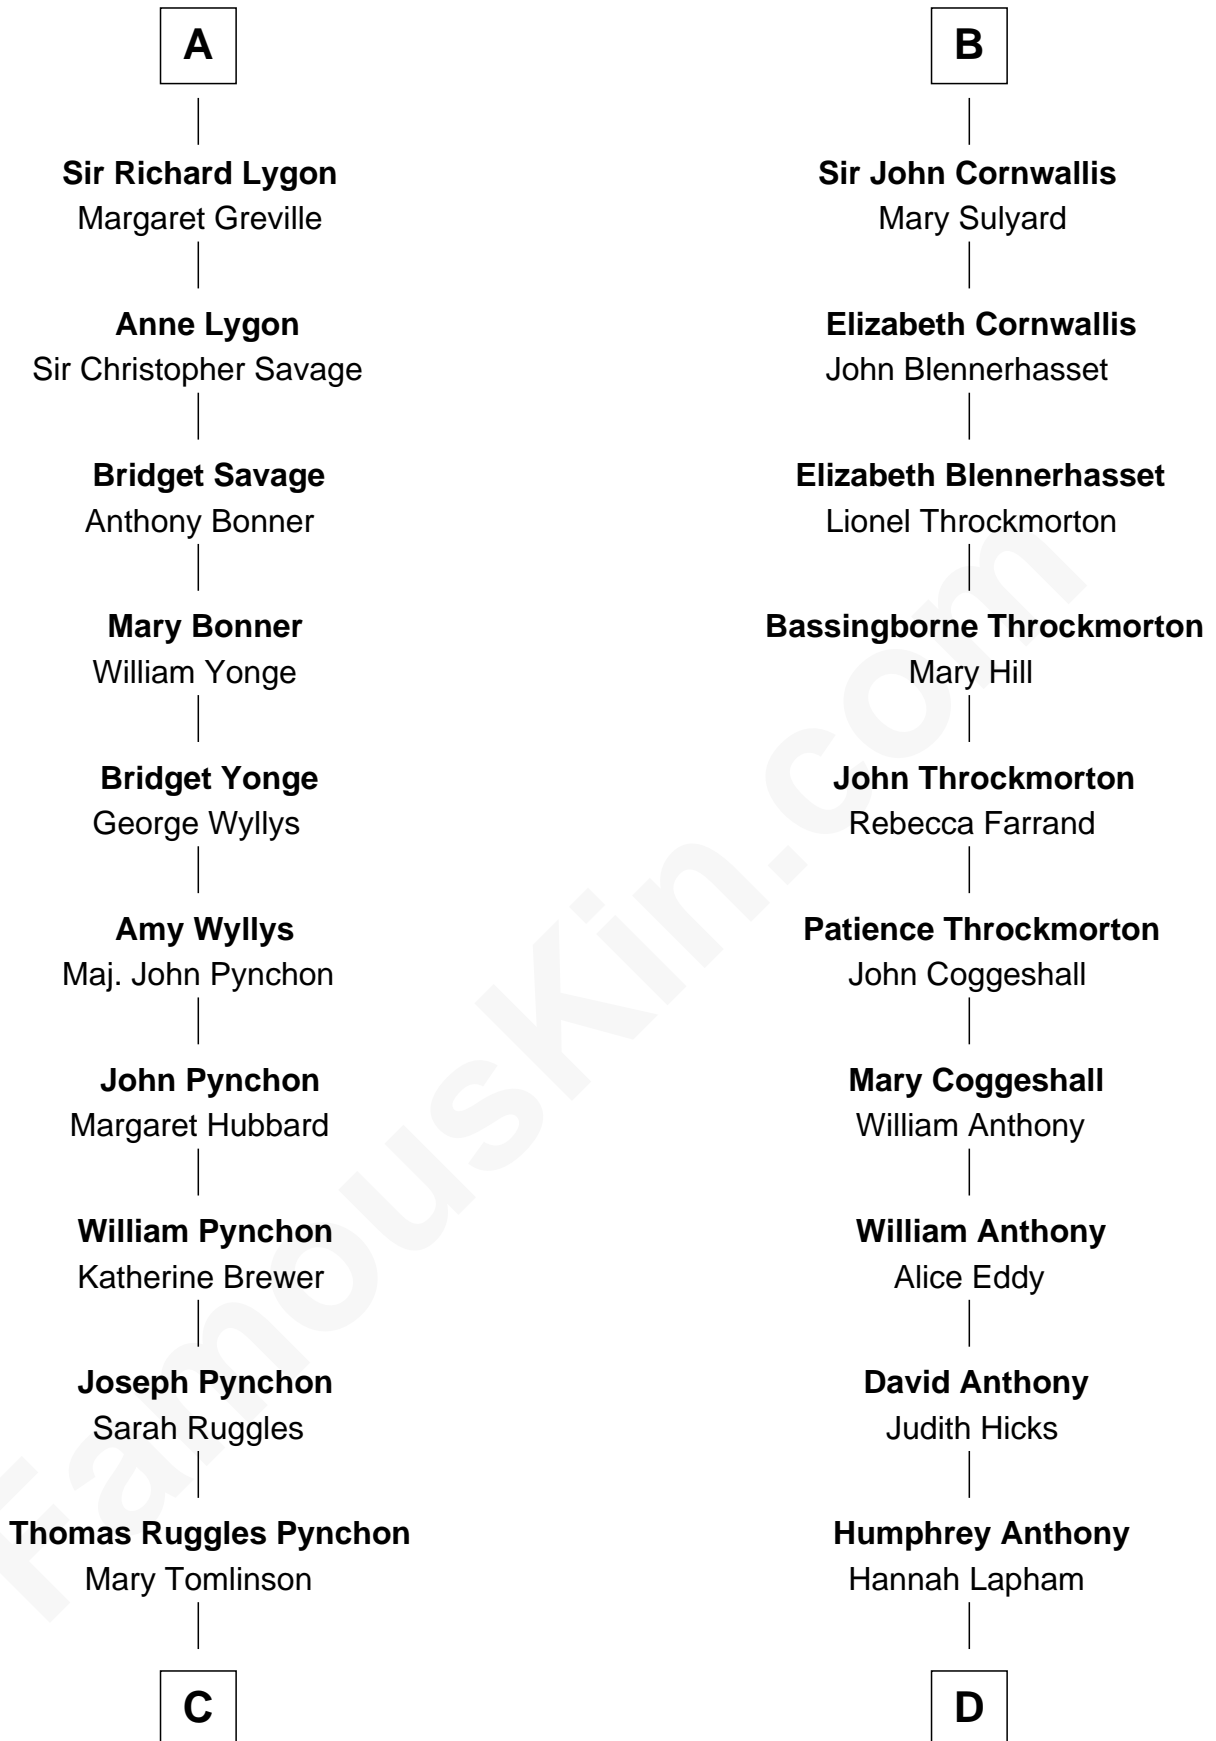 A
Sir Richard Lygon
Margaret Greville
Anne Lygon
Sir Christopher Savage
Bridget Savage
Anthony Bonner
Mary Bonner
William Yonge
Bridget Yonge
George Wyllys
Amy Wyllys
Maj. John Pynchon
John Pynchon
Margaret Hubbard
William Pynchon
Katherine Brewer
Joseph Pynchon
Sarah Ruggles
Thomas Ruggles Pynchon
Mary Tomlinson
C
B
Sir John Cornwallis
Mary Sulyard
Elizabeth Cornwallis
John Blennerhasset
Elizabeth Blennerhasset
Lionel Throckmorton
Bassingborne Throckmorton
Mary Hill
John Throckmorton
Rebecca Farrand
Patience Throckmorton
John Coggeshall
Mary Coggeshall
William Anthony
William Anthony
Alice Eddy
David Anthony
Judith Hicks
Humphrey Anthony
Hannah Lapham
D
FamousKin.com